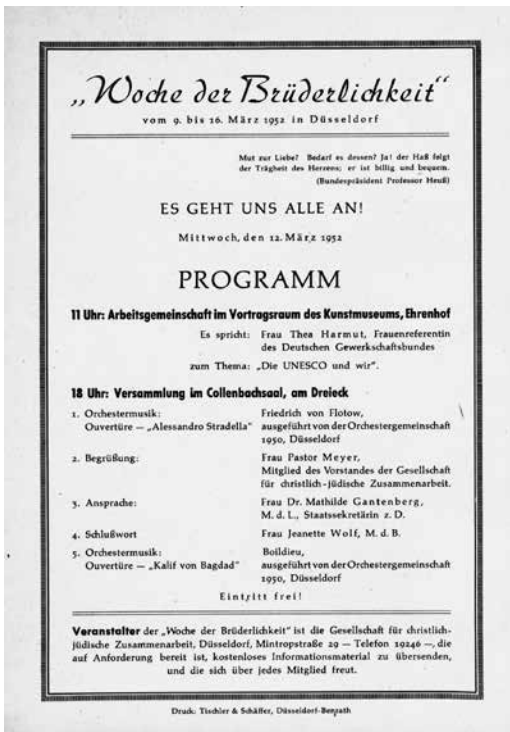 „Woche der Brüderlichkeit“
vom 9. bis 16. März 1952 in Düsseldorf
Mut zur Liebe? Bedarf es dessen? Ja! der Haß folgt
der Trägheit des Herzens; er ist billig und bequem.
(Bundespräsident Professor Heuß)
ES GEHT UNS ALLE AN!
Mittwoch, den 12. März 1952
PROGRAMM
11 Uhr: Arbeitsgemeinschaft im Vortragsraum des Kunstmuseums, Ehrenhof
Es spricht: Frau Thea Harmut, Frauenreferentin
des Deutschen Gewerkschaftsbundes
zum Thema: „Die UNESCO und wir“.
18 Uhr: Versammlung im Collenbachsaal, am Dreieck
1. Orchestermusik: Friedrich von Flotow,
Ouvertüre — „Alessandro Stradella“ ausgeführt von der Orchestergemeinschaft
1950, Düsseldorf
2. Begrüßung: Frau Pastor Meyer,
Mitglied des Vorstandes der Gesellschaft
für christlich-jüdische Zusammenarbeit.
3. Ansprache: Frau Dr. Mathilde Gantenberg,
M. d. L., Staatssekretärin z. D.
4. Schlußwort Frau Jeanette Wolf, M. d. B.
5. Orchestermusik: Boildieu,
Ouvertüre — „Kalif von Bagdad“ ausgeführt von der Orchestergemeinschaft
1950, Düsseldorf
Eintritt frei!
Veranstalter der „Woche der Brüderlichkeit“ ist die Gesellschaft für christlich-
jüdische Zusammenarbeit, Düsseldorf, Mintropstraße 29 — Telefon 19246 —, die
auf Anforderung bereit ist, kostenloses Informationsmaterial zu übersenden,
und die sich über jedes Mitglied freut.
Druck: Tischler & Schäffer, Düsseldorf-Benrath